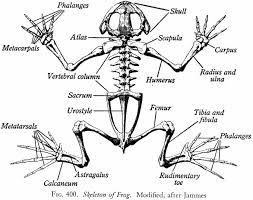 Phalanges
Skull
Metacarpals
Atlas
Scapula
Carpus
Vertebral column
Humerus
Radius and
ulna
Sacrum
Urostyle
Femur
Tibia and
fibula
Metatarsals
Phalanges
Astragalus
Calcaneum
Rudimentary
toe
FIG. 400. Skeleton of Frog. Modified, after Jammes